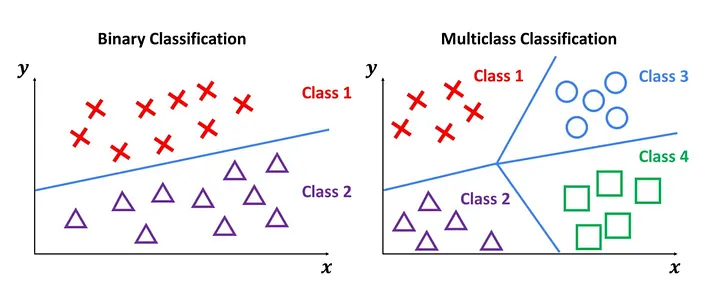 Binary Classification
y
Class 1
Class 2
x
Multiclass Classification
y
Class 1
Class 3
Class 4
Class 2
x